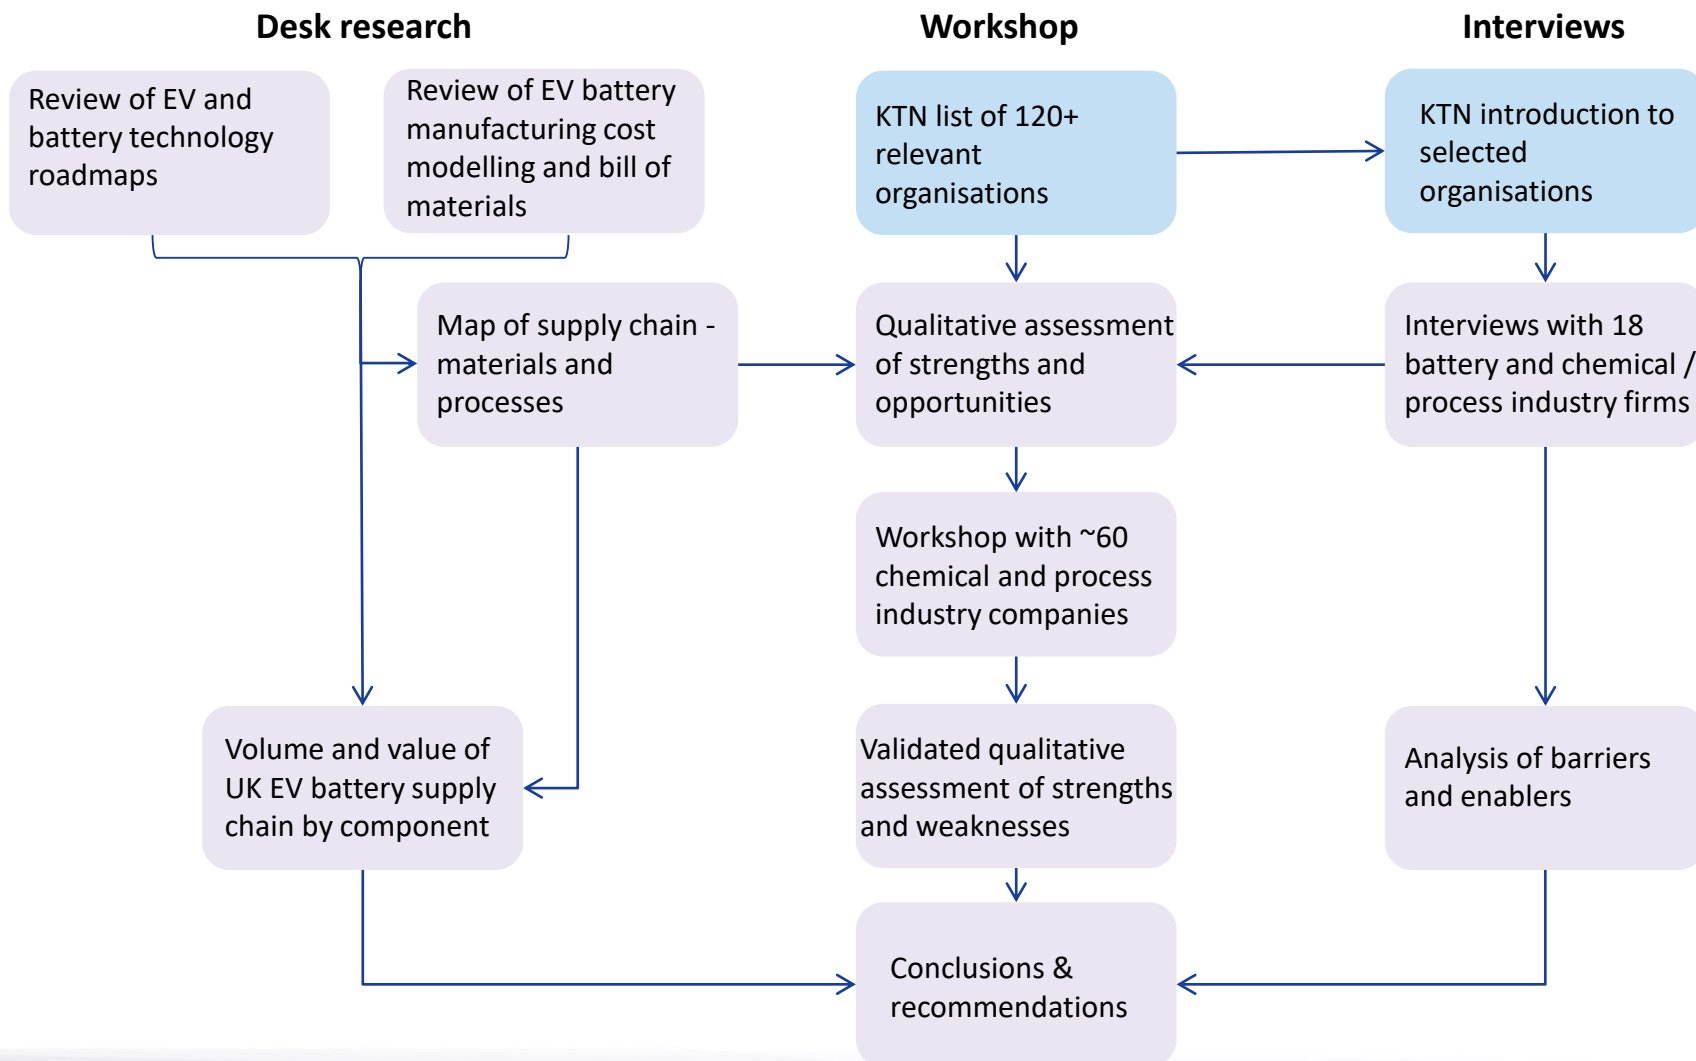 Desk research
Workshop
Interviews
Review of EV and
battery technology
roadmaps
Review of EV battery
manufacturing cost
modelling and bill of
materials
KTN list of 120+
relevant
organisations
KTN introduction to
selected
organisations
Map of supply chain -
materials and
processes
Qualitative assessment
of strengths and
opportunities
Interviews with 18
battery and chemical /
process industry firms
Workshop with ~60
chemical and process
industry companies
Volume and value of
UK EV battery supply
chain by component
Validated qualitative
assessment of strengths
and weaknesses
Analysis of barriers
and enablers
Conclusions &
recommendations